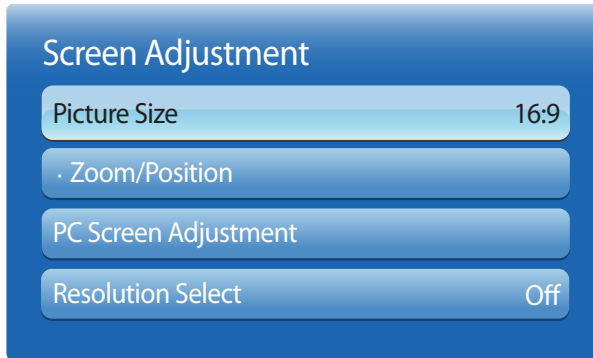 Screen Adjustment
Picture Size 16:9
· Zoom/Position
PC Screen Adjustment
Resolution Select Off